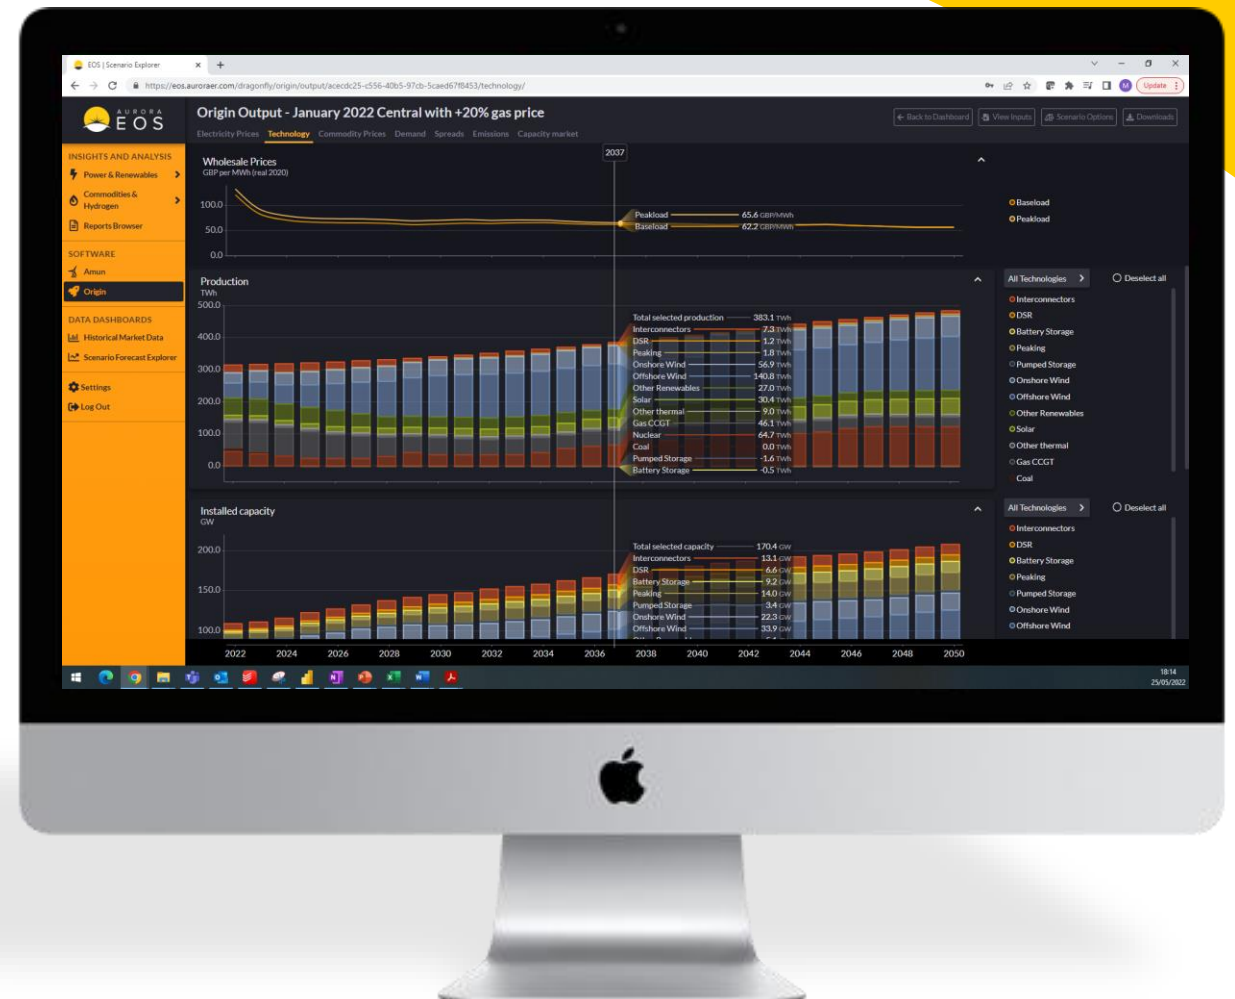 EOS | Scenario Explorer
https://eos.auroraer.com/dragonfly/origin/output/acecdc25-c556-40b5-97cb-5caed67f8453/technology/
M
Update
AURORA
EOS
Origin Output - January 2022 Central with +20% gas price
Electricity Prices Technology Commodity Prices Demand Spreads Emissions Capacity market
Back to Dashboard View Inputs Scenario Options Downloads
INSIGHTS AND ANALYSIS
Power & Renewables
Commodities &
Hydrogen
Reports Browser
SOFTWARE
Amun
Origin
DATA DASHBOARDS
Historical Market Data
Scenario Forecast Explorer
Settings
Log Out
2037
Wholesale Prices
GBP per MWh (real 2020)
100.0
50.0
0.0
Peakload 65.6 GBP/MWh
Baseload 62.2 GBP/MWh
Baseload
Peakload
Production
TWh
500.0
400.0
300.0
200.0
100.0
0.0
Total selected production 383.1 TWh
Interconnectors 7.3 TWh
DSR 1.2 TWh
Peaking 1.8 TWh
Onshore Wind 56.9 TWh
Offshore Wind 140.8 TWh
Other Renewables 27.0 TWh
Solar 30.4 TWh
Other thermal 9.0 TWh
Gas CCGT 46.1 TWh
Nuclear 64.7 TWh
Coal 0.0 TWh
Pumped Storage -1.6 TWh
Battery Storage -0.5 TWh
All Technologies Deselect all
Interconnectors
DSR
Battery Storage
Peaking
Pumped Storage
Onshore Wind
Offshore Wind
Other Renewables
Solar
Other thermal
Gas CCGT
Coal
Installed capacity
GW
200.0
150.0
100.0
Total selected capacity 170.4 GW
Interconnectors 13.1 GW
DSR 6.6 GW
Battery Storage 9.2 GW
Peaking 14.0 GW
Pumped Storage 3.4 GW
Onshore Wind 22.3 GW
Offshore Wind 33.9 GW
All Technologies Deselect all
Interconnectors
DSR
Battery Storage
Peaking
Pumped Storage
Onshore Wind
Offshore Wind
2022 2024 2026 2028 2030 2032 2034 2036 2038 2040 2042 2044 2046 2048 2050
18:14
25/05/2022